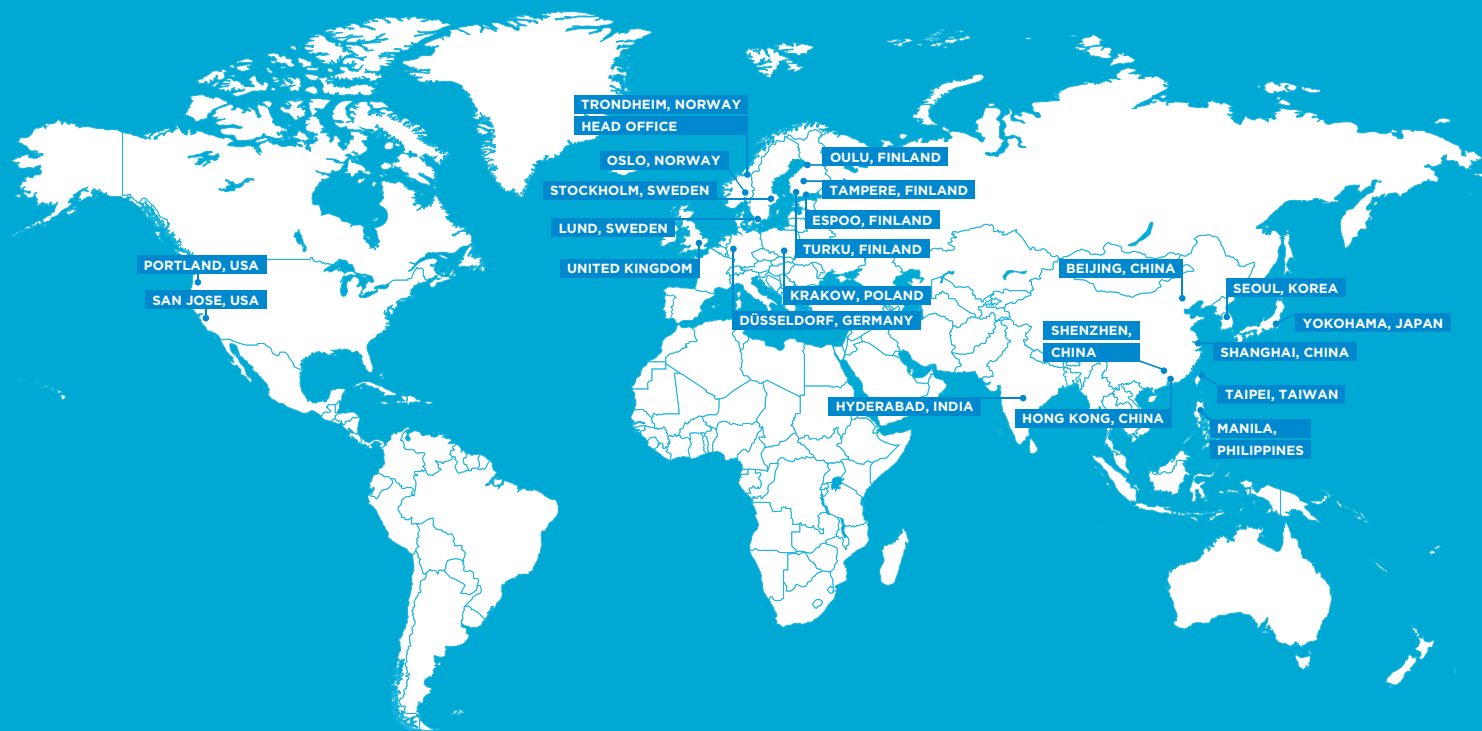 TRONDHEIM, NORWAY
HEAD OFFICE
OSLO, NORWAY
OULU, FINLAND
STOCKHOLM, SWEDEN
TAMPERE, FINLAND
LUND, SWEDEN
ESPOO, FINLAND
TURKU, FINLAND
UNITED KINGDOM
KRAKOW, POLAND
DÜSSELDORF, GERMANY
PORTLAND, USA
SAN JOSE, USA
BEIJING, CHINA
SEOUL, KOREA
YOKOHAMA, JAPAN
SHENZHEN,
CHINA
SHANGHAI, CHINA
TAIPEI, TAIWAN
HYDERABAD, INDIA
HONG KONG, CHINA
MANILA,
PHILIPPINES